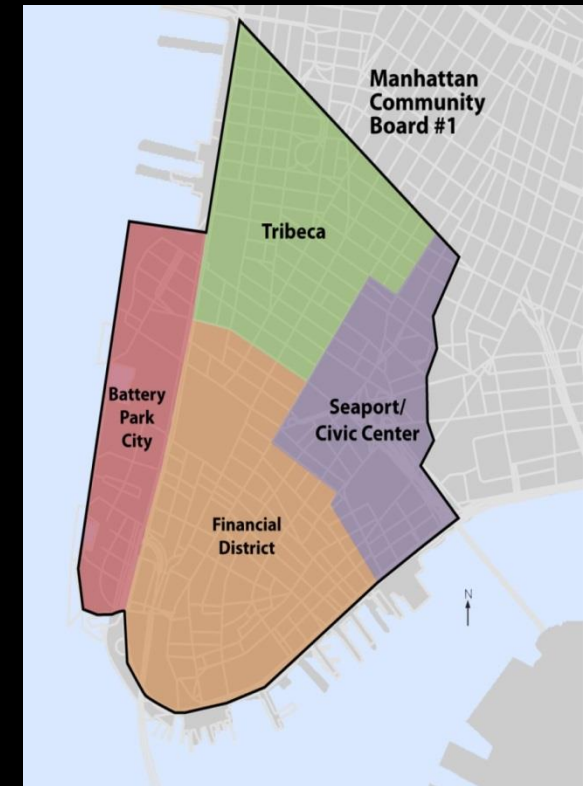 Manhattan
Community
Board #1
Tribeca
Battery
Park
City
Seaport/
Civic Center
Financial
District
N